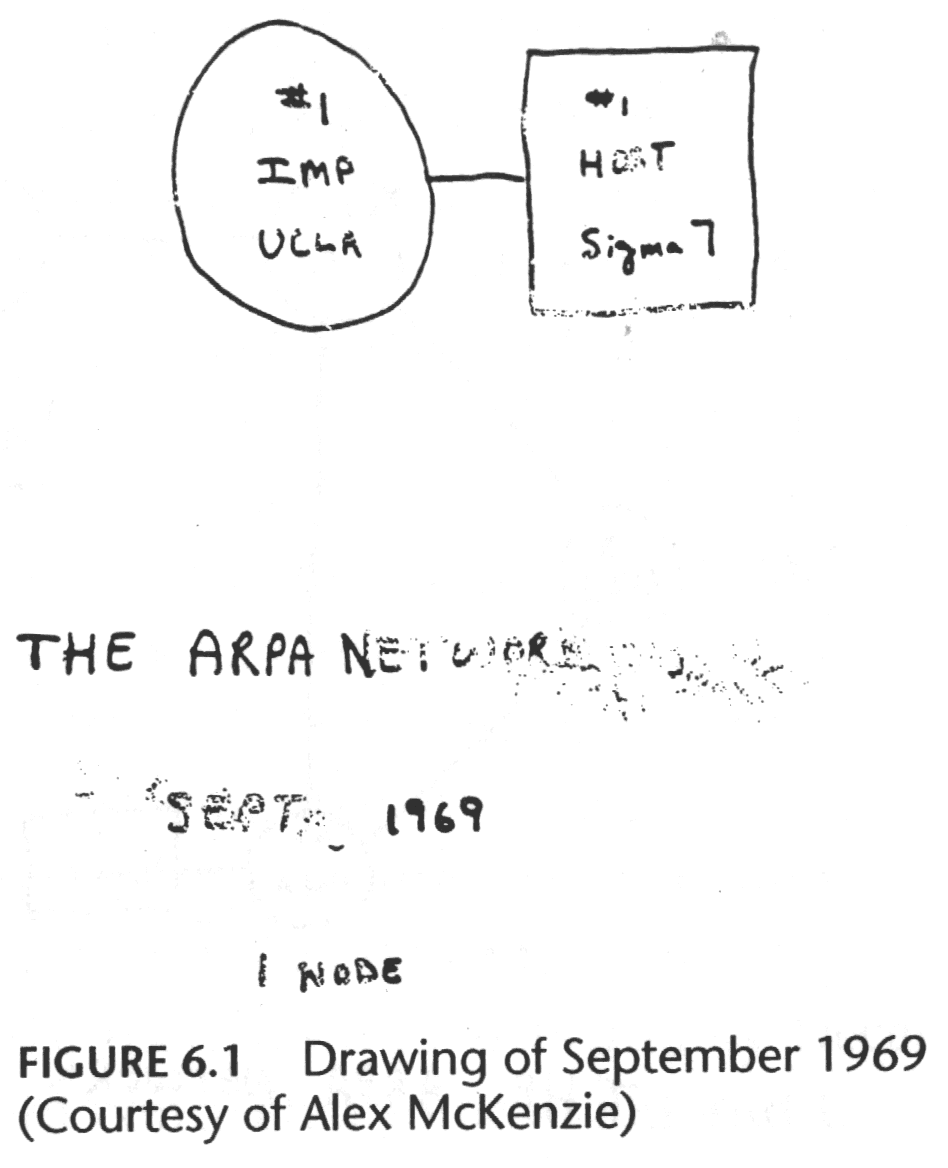 #1
IMP
UCLA
#1
HOST
Sigma 7
THE ARPA NETWORK
SEPT. 1969
1 NODE
FIGURE 6.1 Drawing of September 1969
(Courtesy of Alex McKenzie)